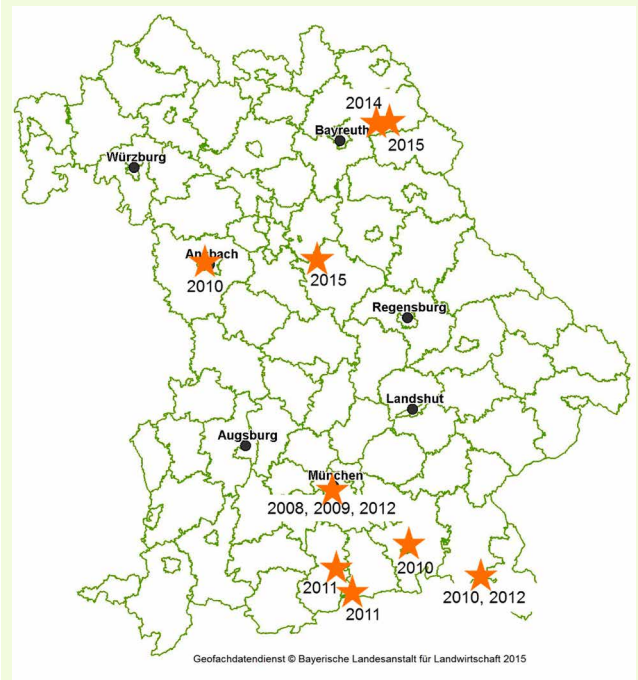 2014
Bayreuth
2015
Würzburg
Ansbach
2010
2015
Regensburg
Landshut
Augsburg
München
2008, 2009, 2012
2010
2011
2011
2010, 2012
Geofachdatendienst © Bayerische Landesanstalt für Landwirtschaft 2015